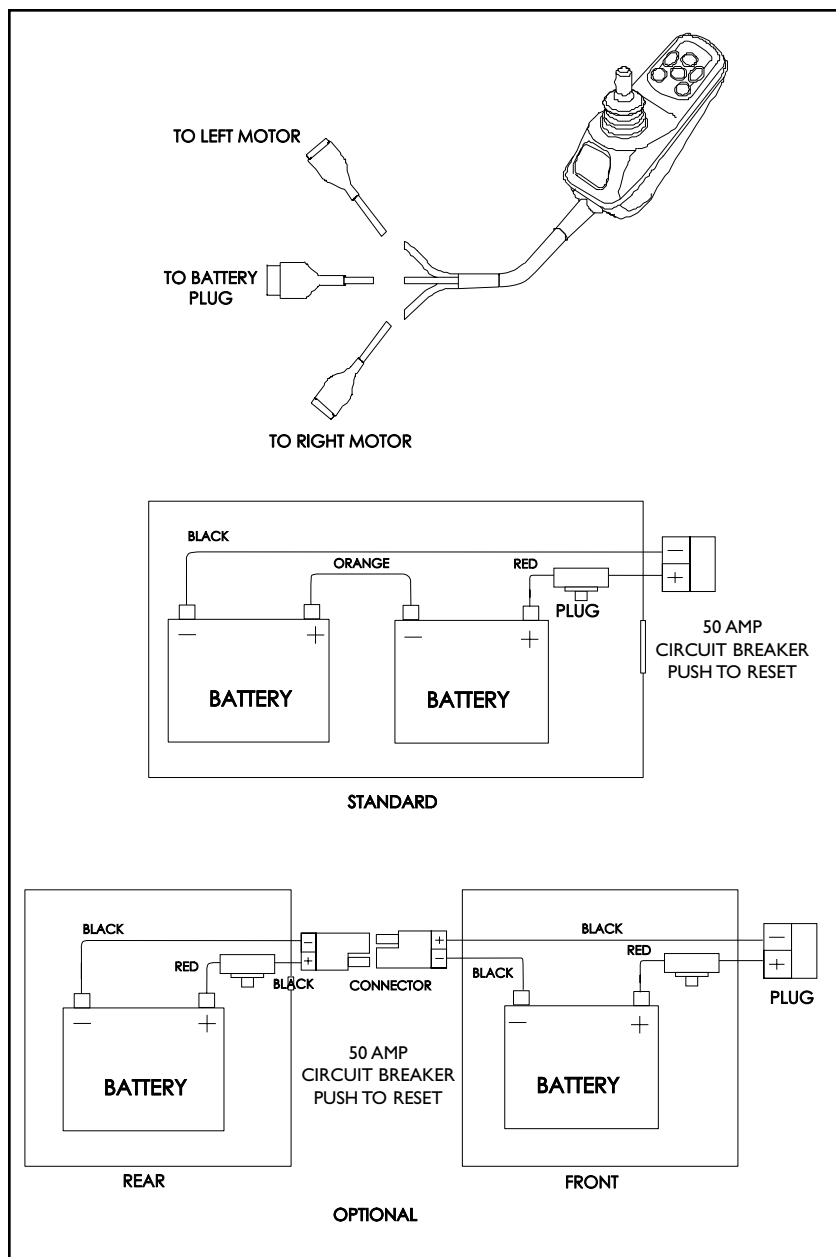 TO LEFT MOTOR
TO BATTERY
PLUG
TO RIGHT MOTOR
BLACK
ORANGE
RED
−
+
PLUG
−
+
−
+
BATTERY
BATTERY
50 AMP
CIRCUIT BREAKER
PUSH TO RESET
STANDARD
BLACK
−
+
RED
BLACK
CONNECTOR
+
−
BLACK
BLACK
RED
−
+
PLUG
−
+
−
+
BATTERY
BATTERY
50 AMP
CIRCUIT BREAKER
PUSH TO RESET
REAR
FRONT
OPTIONAL